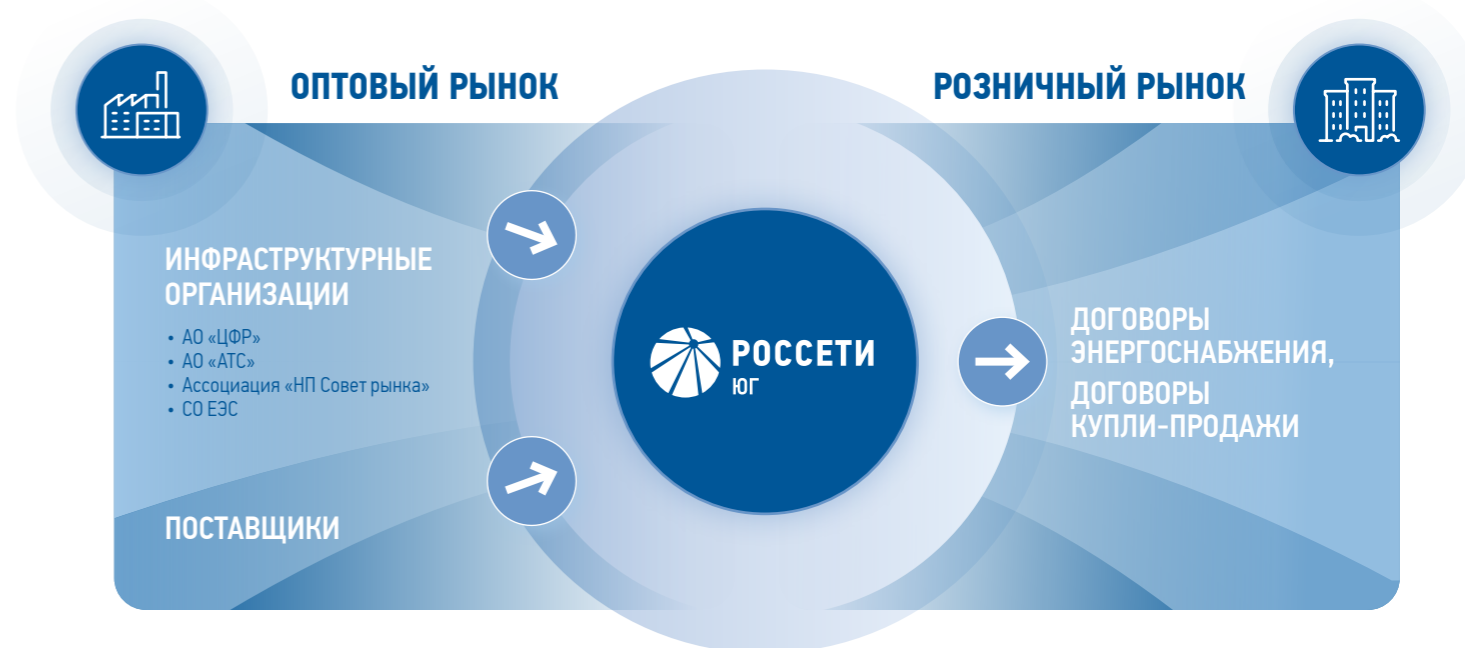 ОПТОВЫЙ РЫНОК
РОЗНИЧНЫЙ РЫНОК
ИНФРАСТРУКТУРНЫЕ
ОРГАНИЗАЦИИ
• АО «ЦФР»
• АО «АТС»
• Ассоциация «НП Совет рынка»
• СО ЕЭС
ПОСТАВЩИКИ
РОССЕТИ
ЮГ
ДОГОВОРЫ
ЭНЕРГОСНАБЖЕНИЯ,
ДОГОВОРЫ
КУПЛИ-ПРОДАЖИ